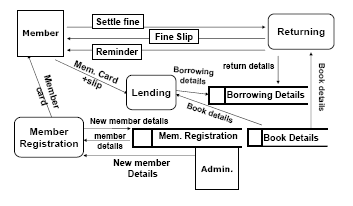 Settle fine
Member
Fine Slip
Returning
Reminder
Mem. Card
+slip
Borrowing
details
return details
Member
card
Lending
Borrowing Details
Book details
Book details
New member details
Member
Registration
member
details
Mem. Registration
Book Details
New member
Details
Admin.